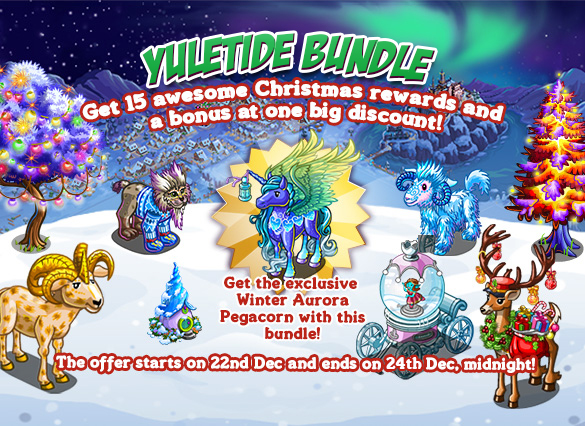 YULETIDE BUNDLE
Get 15 awesome Christmas rewards and
a bonus at one big discount!
Get the exclusive
Winter Aurora
Pegacorn with this
bundle!
The offer starts on 22nd Dec and ends on 24th Dec, midnight!